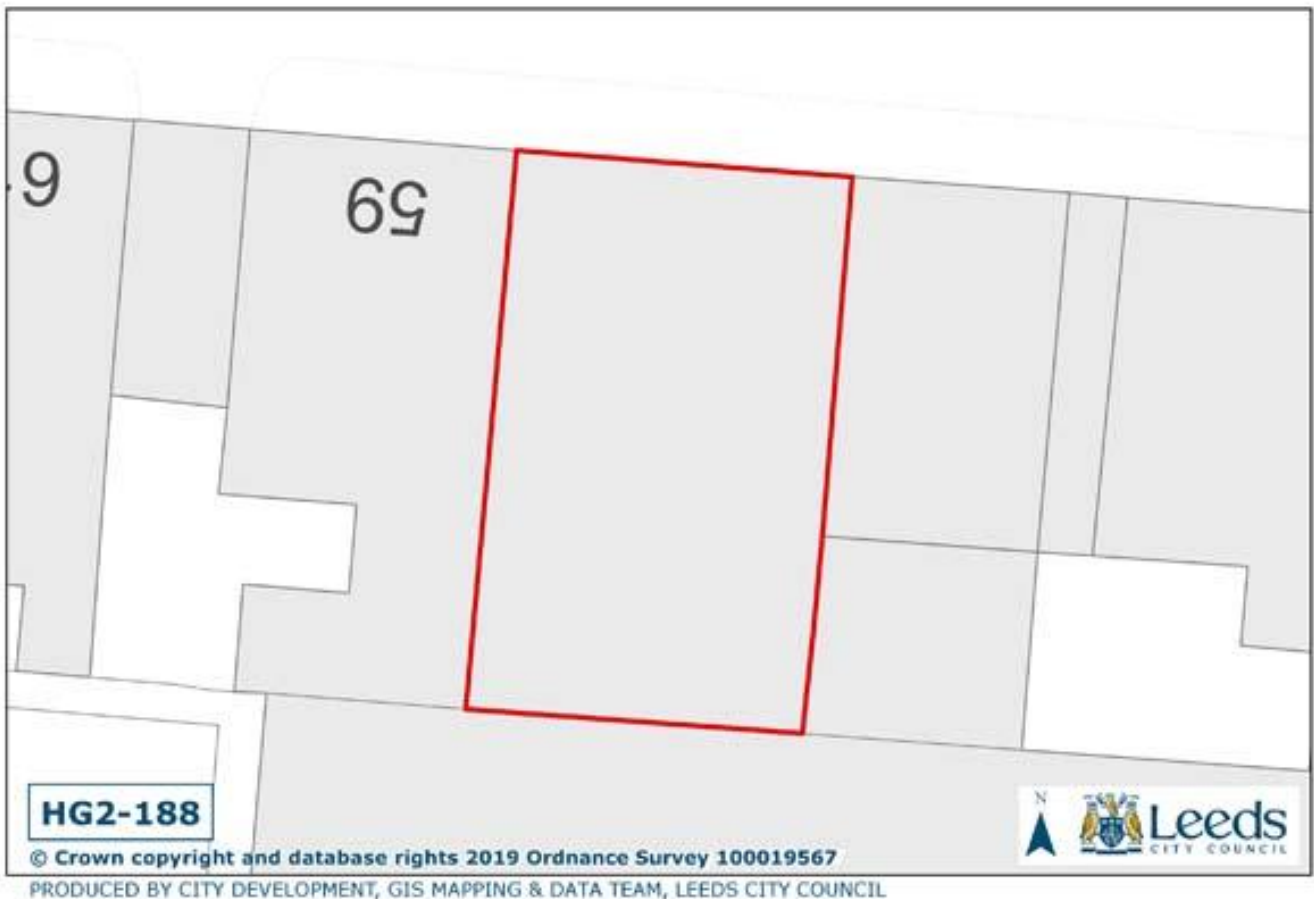 6
59
HG2-188
N
Leeds
CITY COUNCIL
© Crown copyright and database rights 2019 Ordnance Survey 100019567
PRODUCED BY CITY DEVELOPMENT, GIS MAPPING & DATA TEAM, LEEDS CITY COUNCIL